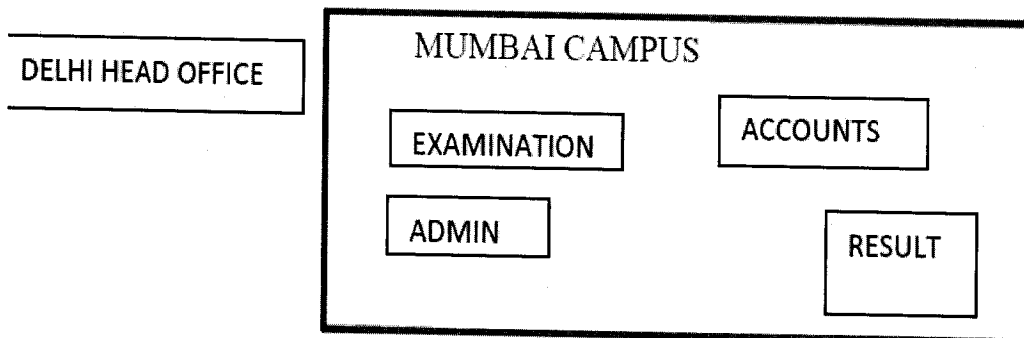 MUMBAI CAMPUS
DELHI HEAD OFFICE
EXAMINATION
ACCOUNTS
ADMIN
RESULT